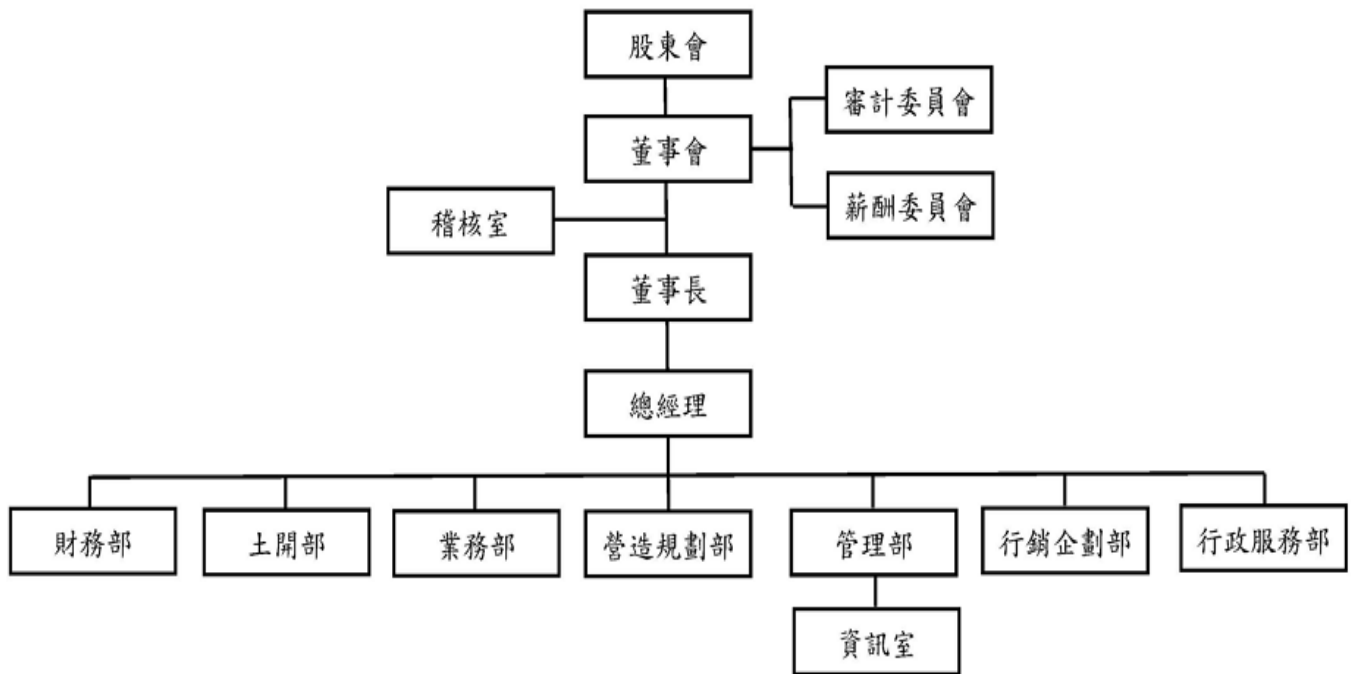 股東會
審計委員會
董事會
薪酬委員會
稽核室
董事長
總經理
財務部
土開部
業務部
營造規劃部
管理部
行銷企劃部
行政服務部
資訊室